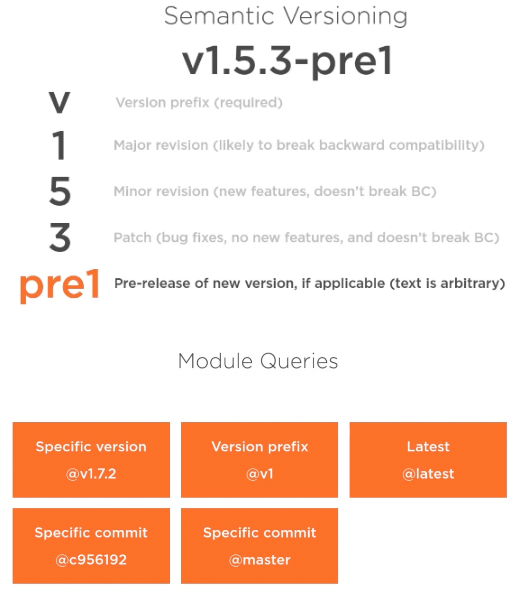 Semantic Versioning
v1.5.3-pre1
v Version prefix (required)
1 Major revision (likely to break backward compatibility)
5 Minor revision (new features, doesn't break BC)
3 Patch (bug fixes, no new features, and doesn't break BC)
pre1 Pre-release of new version, if applicable (text is arbitrary)
Module Queries
Specific version
@v1.7.2
Version prefix
@v1
Latest
@latest
Specific commit
@c956192
Specific commit
@master